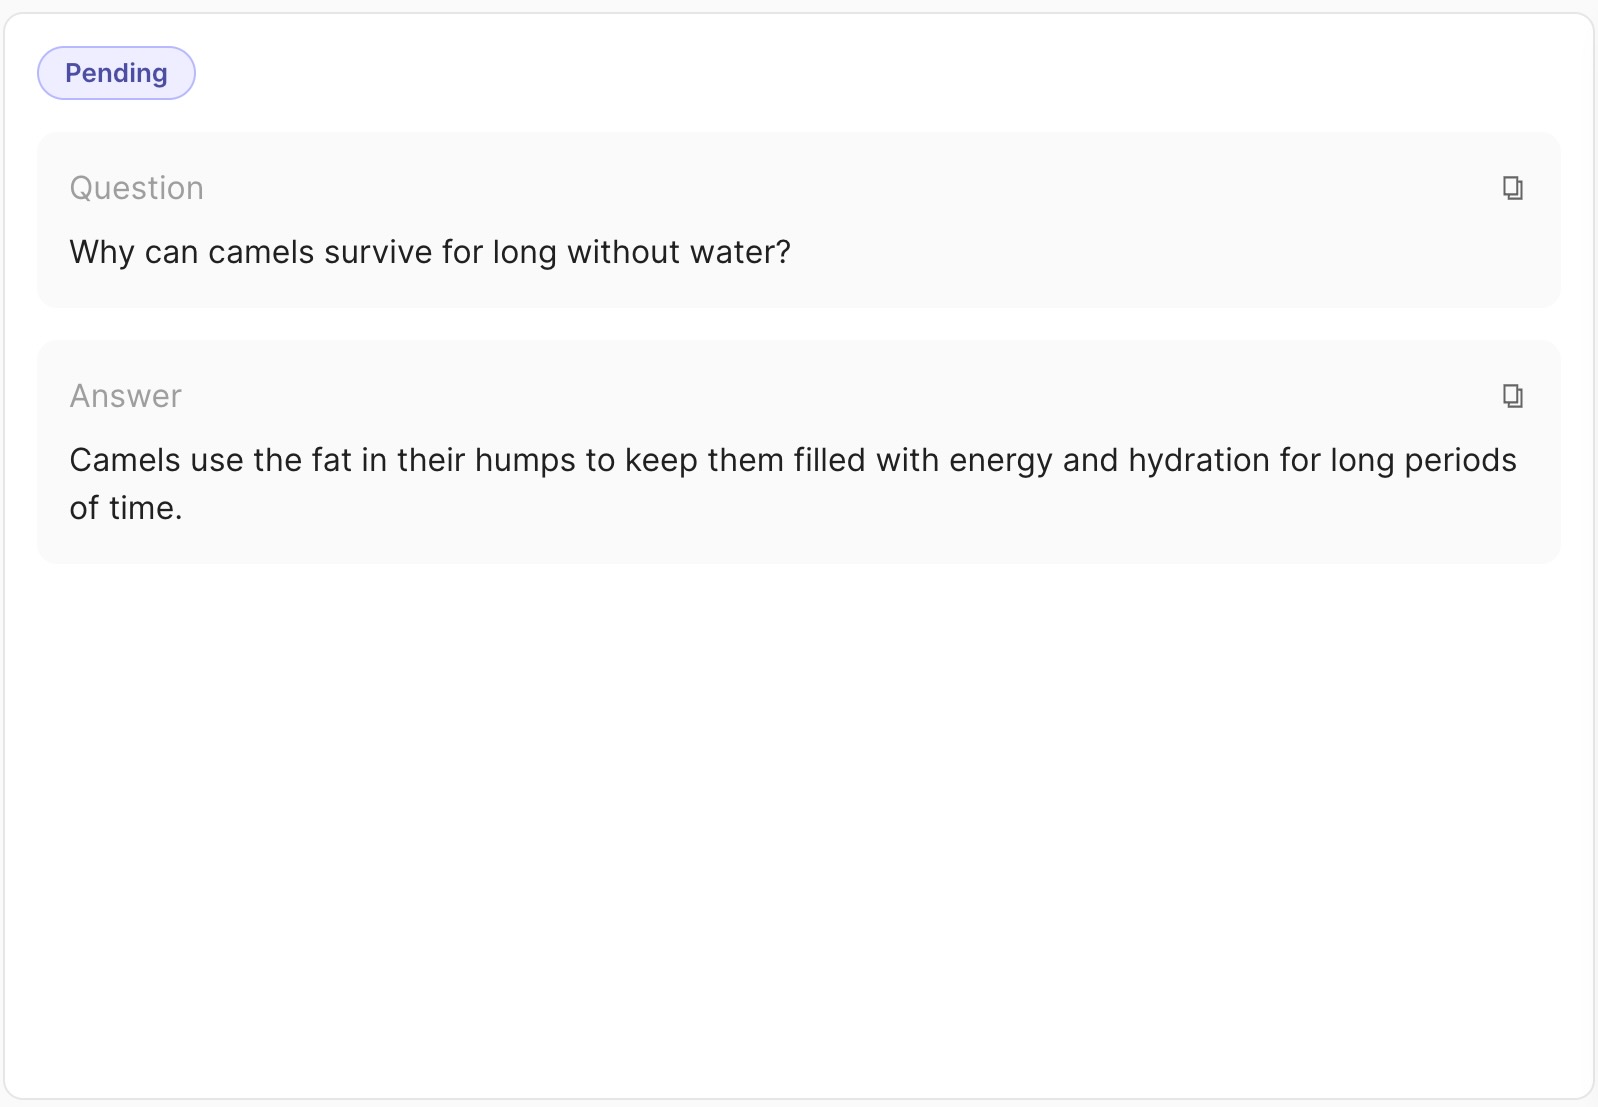 Pending
Question
Why can camels survive for long without water?
Answer
Camels use the fat in their humps to keep them filled with energy and hydration for long periods
of time.